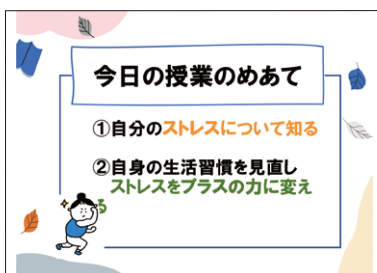 今日の授業のめあて
①自分のストレスについて知る
②自身の生活習慣を見直し
ストレスをプラスの力に変え
る